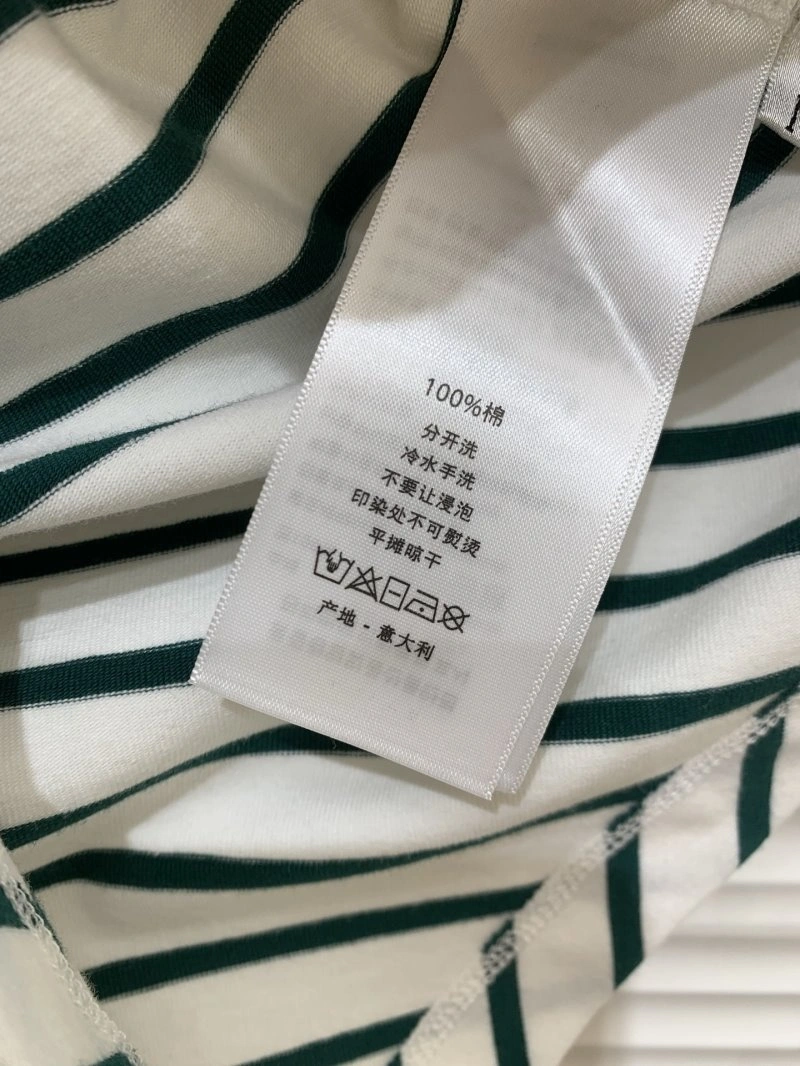 100%棉
分开洗
冷水手洗
不要让浸泡
印染处不可熨烫
平摊晾干
产地 - 意大利